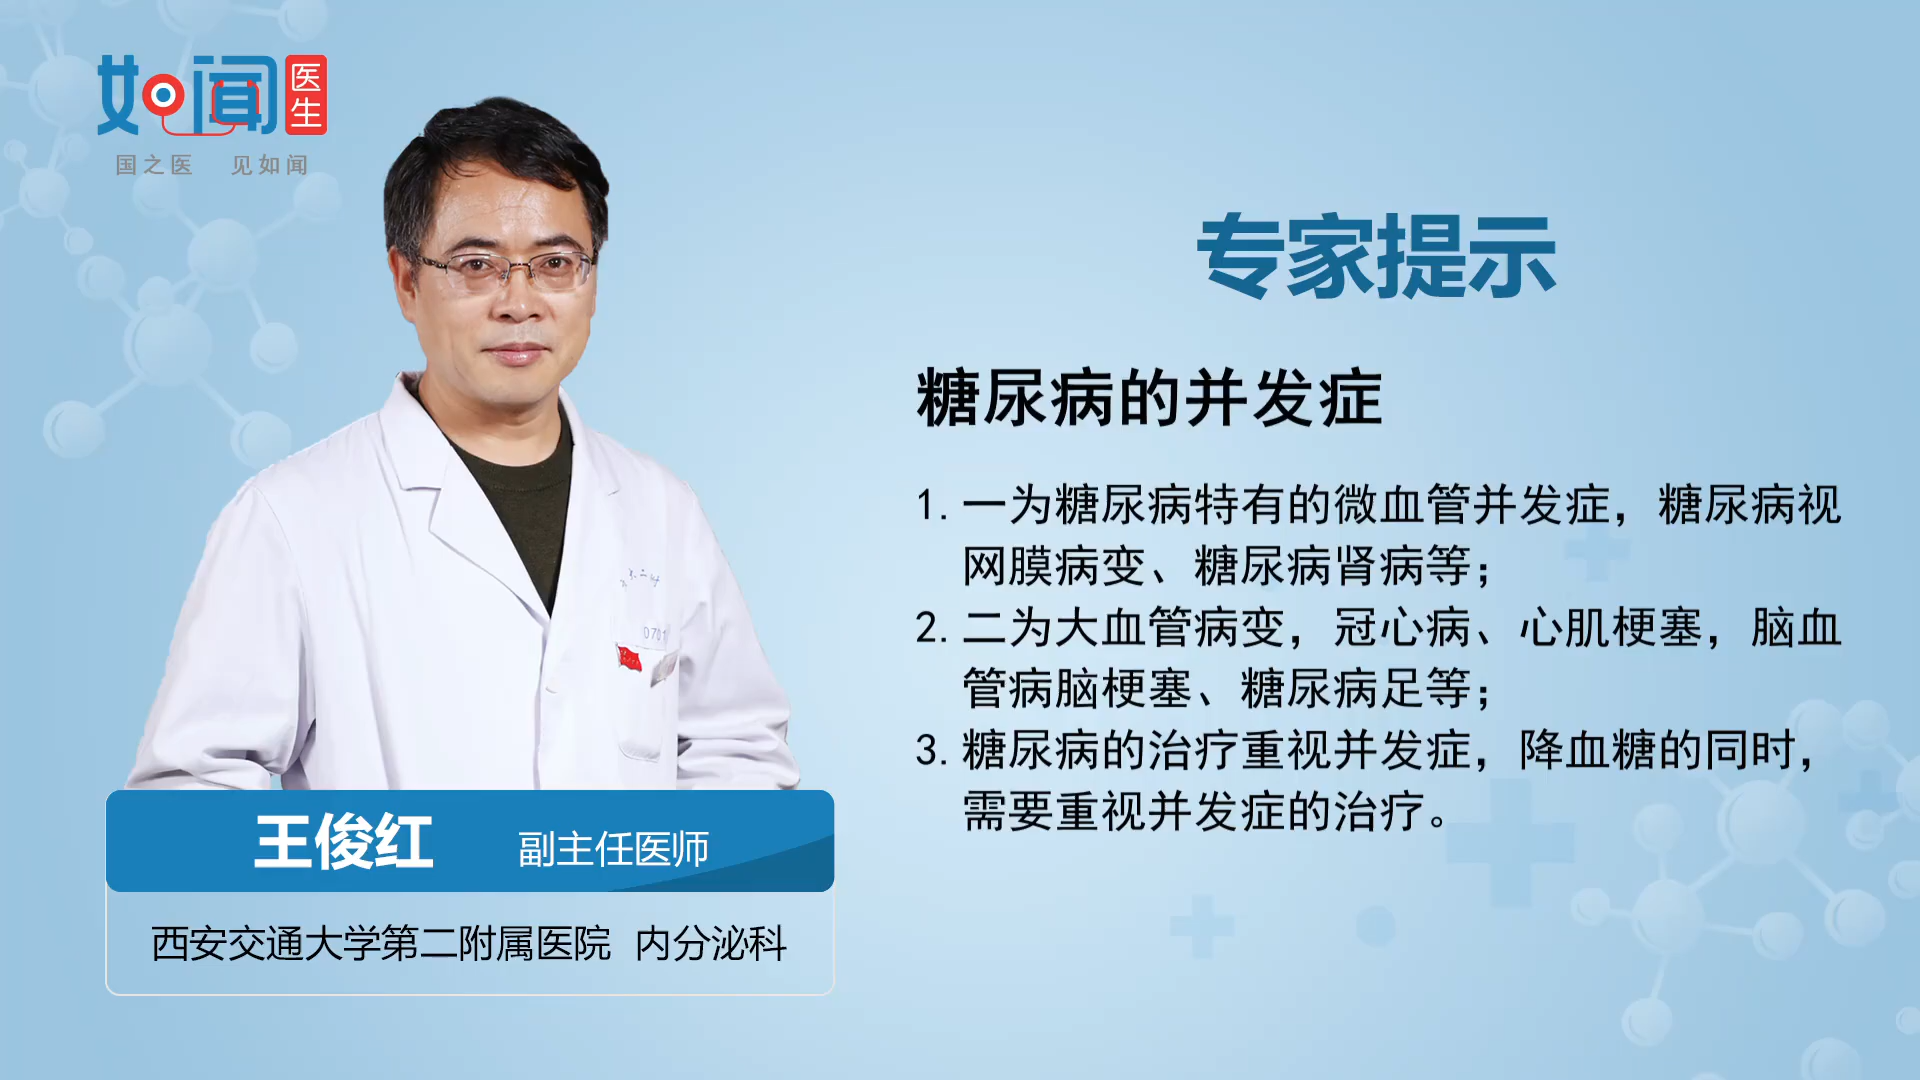 如闻医生
国之医 见如闻
专家提示
糖尿病的并发症
1. 一为糖尿病特有的微血管并发症，糖尿病视
网膜病变、糖尿病肾病等；
2. 二为大血管病变，冠心病、心肌梗塞，脑血
管病脑梗塞、糖尿病足等；
3. 糖尿病的治疗重视并发症，降血糖的同时，
需要重视并发症的治疗。
0701
王俊红 副主任医师
西安交通大学第二附属医院 内分泌科